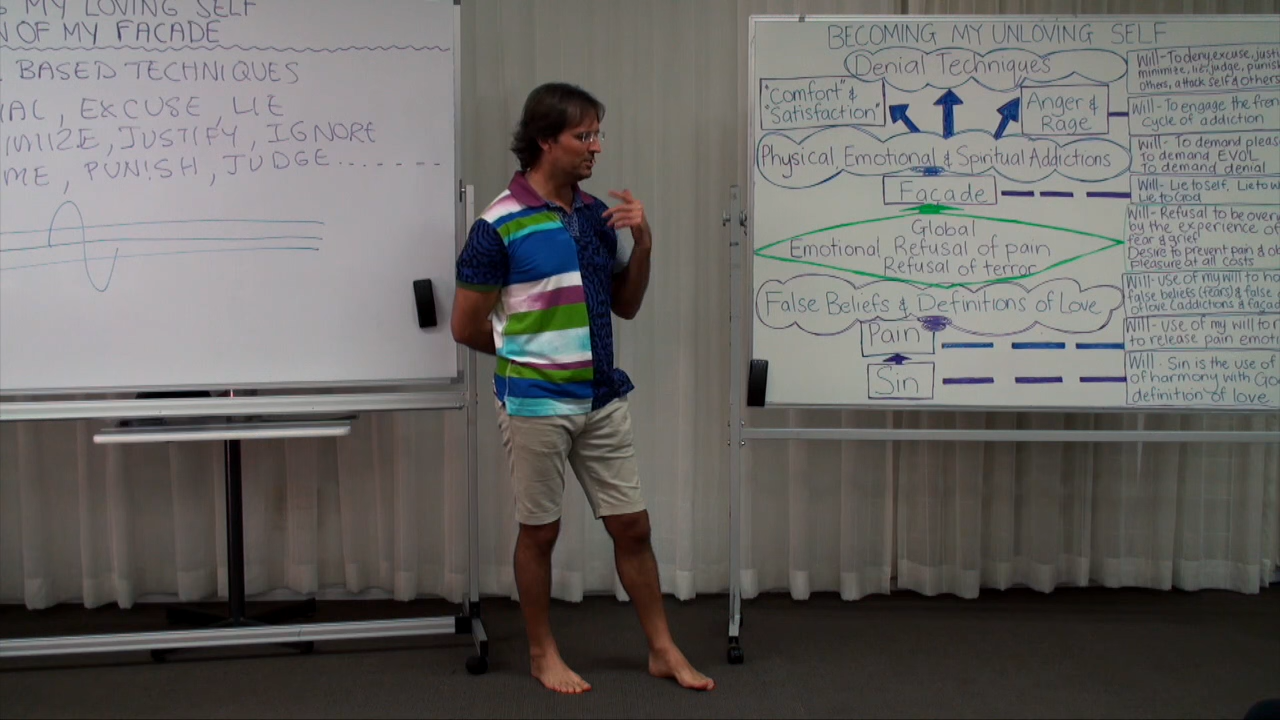 MY LOVING SELF
N OF MY FACADE
BASED TECHNIQUES
IAL, EXCUSE, LIE
IMIZE, JUSTIFY, IGNORE
ME, PUNISH, JUDGE.....----
BECOMING MY UNLOVING SELF
Denial Techniques
"Comfort" &
"Satisfaction"
Anger &
Rage
Physical, Emotional & Spiritual Addictions
Façade
Global
Emotional Refusal of pain
Refusal of terror
False Beliefs & Definitions of Love
Pain
Sin
Will - To deny, excuse, justi
minimize, lie, judge, punish
others, attack self & others
Will - To engage the fren
cycle of addiction
Will - To demand pleas
To demand EVOL
To demand denial
Will - Lie to self, Lie to w
Lie to God
Will - Refusal to be over
by the experience of
fear & grief
Desire to prevent pain & ob
pleasure at all costs
Will - use of my will to ha
false beliefs (fears) & false
of love (addictions & faça
Will - use of my will to r
to release pain emoti
Will - Sin is the use of
of harmony with Go
definition of love